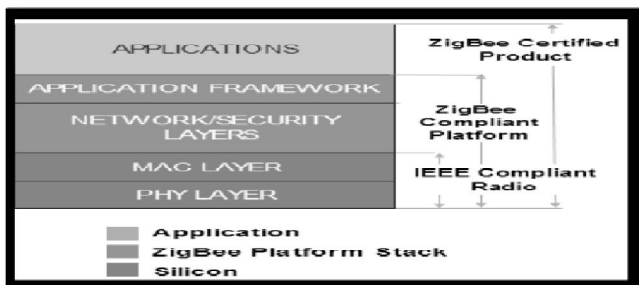 APPLICATIONS
APPLICATION FRAMEWORK
NETWORK/SECURITY
LAYERS
MAC LAYER
PHY LAYER
ZigBee Certified
Product
ZigBee
Compliant
Platform
IEEE Compliant
Radio
Application
ZigBee Platform Stack
Silicon